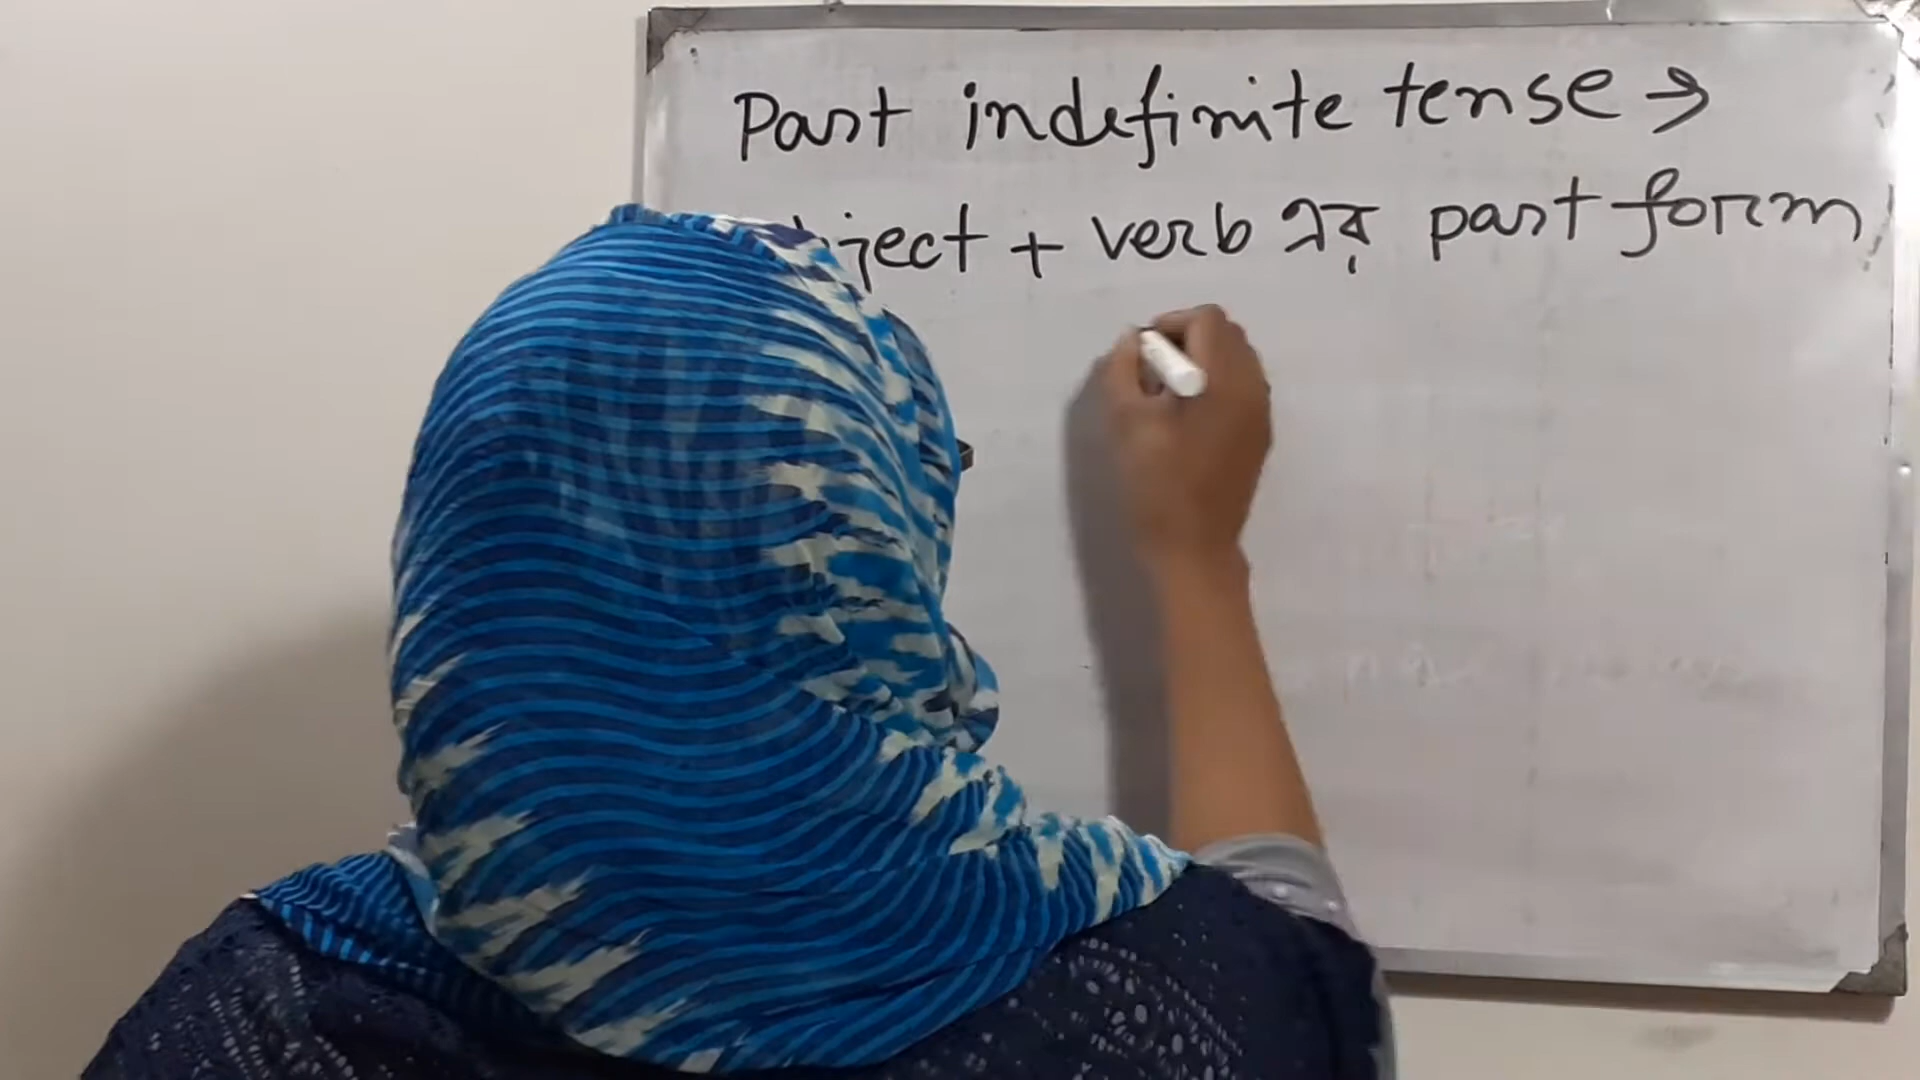 Past indefinite tense →
ject + verb এর past form